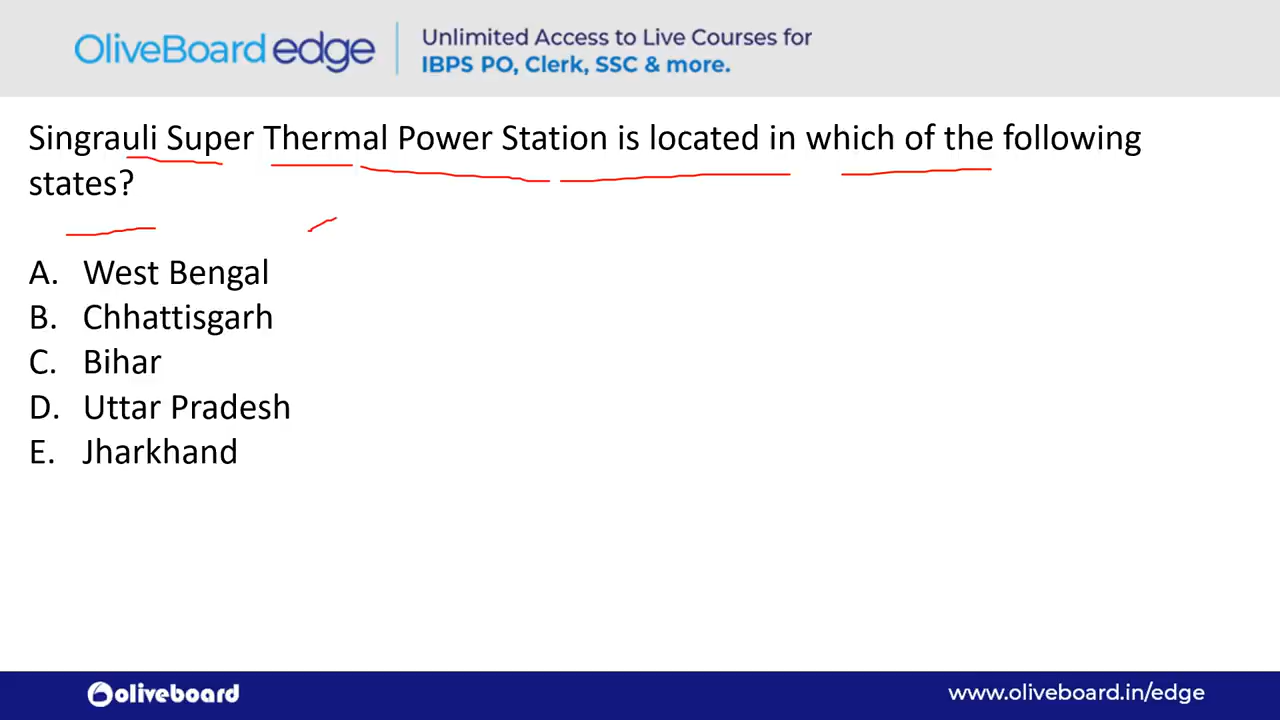 OliveBoard edge
Unlimited Access to Live Courses for
IBPS PO, Clerk, SSC & more.
Singrauli Super Thermal Power Station is located in which of the following
states?
A. West Bengal
B. Chhattisgarh
C. Bihar
D. Uttar Pradesh
E. Jharkhand
oliveboard
www.oliveboard.in/edge